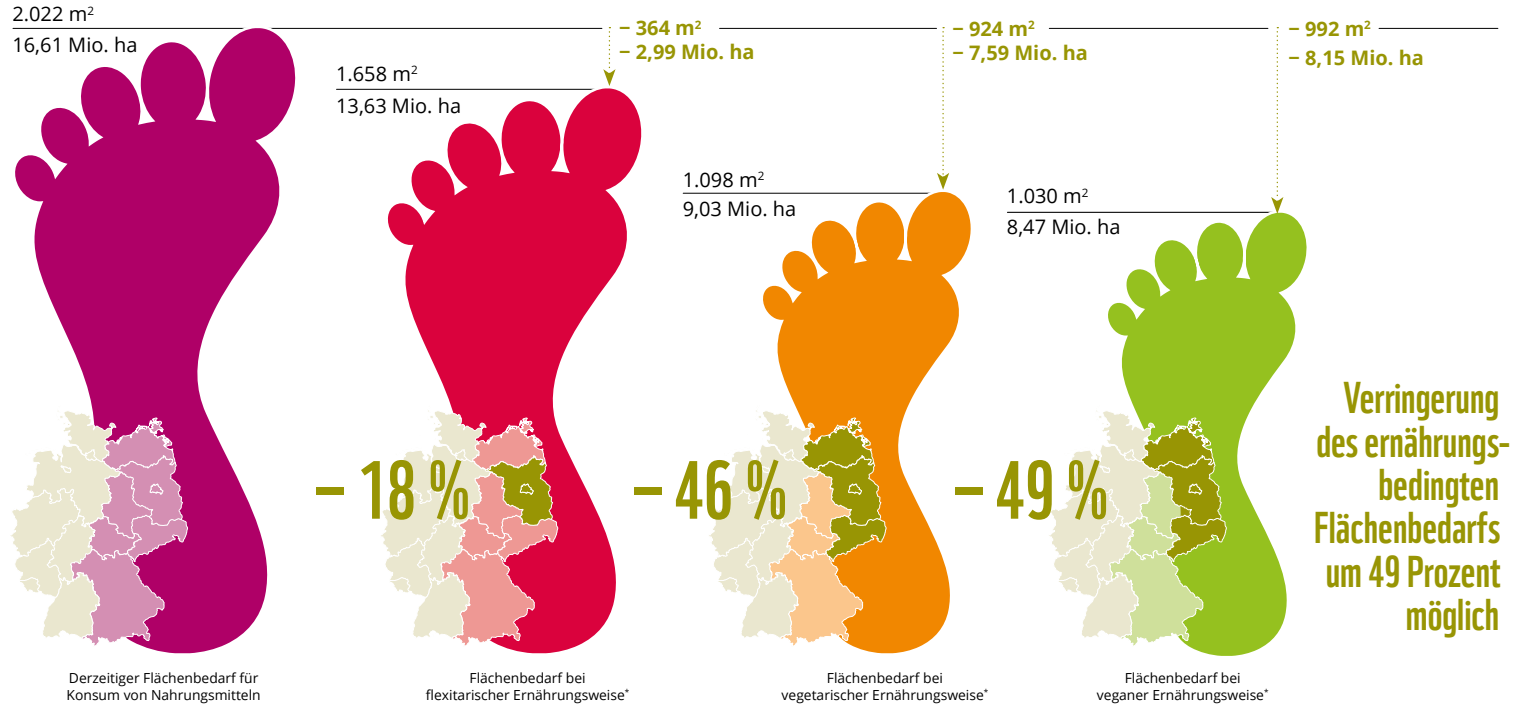 2.022 m²
16,61 Mio. ha
– 364 m²
– 2,99 Mio. ha
1.658 m²
13,63 Mio. ha
– 924 m²
– 7,59 Mio. ha
1.098 m²
9,03 Mio. ha
– 992 m²
– 8,15 Mio. ha
1.030 m²
8,47 Mio. ha
– 18 %
– 46 %
– 49 %
Verringerung
des ernährungs-
bedingten
Flächenbedarfs
um 49 Prozent
möglich
Derzeitiger Flächenbedarf für
Konsum von Nahrungsmitteln
Flächenbedarf bei
flexitarischer Ernährungsweise*
Flächenbedarf bei
vegetarischer Ernährungsweise*
Flächenbedarf bei
veganer Ernährungsweise*